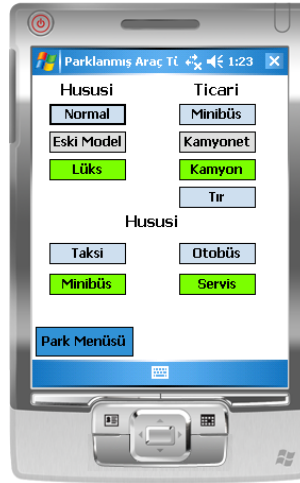 Parklanmış Araç Tü 1:23
Hususi Ticari
Normal Minibüs
Eski Model Kamyonet
Lüks Kamyon
Tır
Hususi
Taksi Otobüs
Minibüs Servis
Park Menüsü